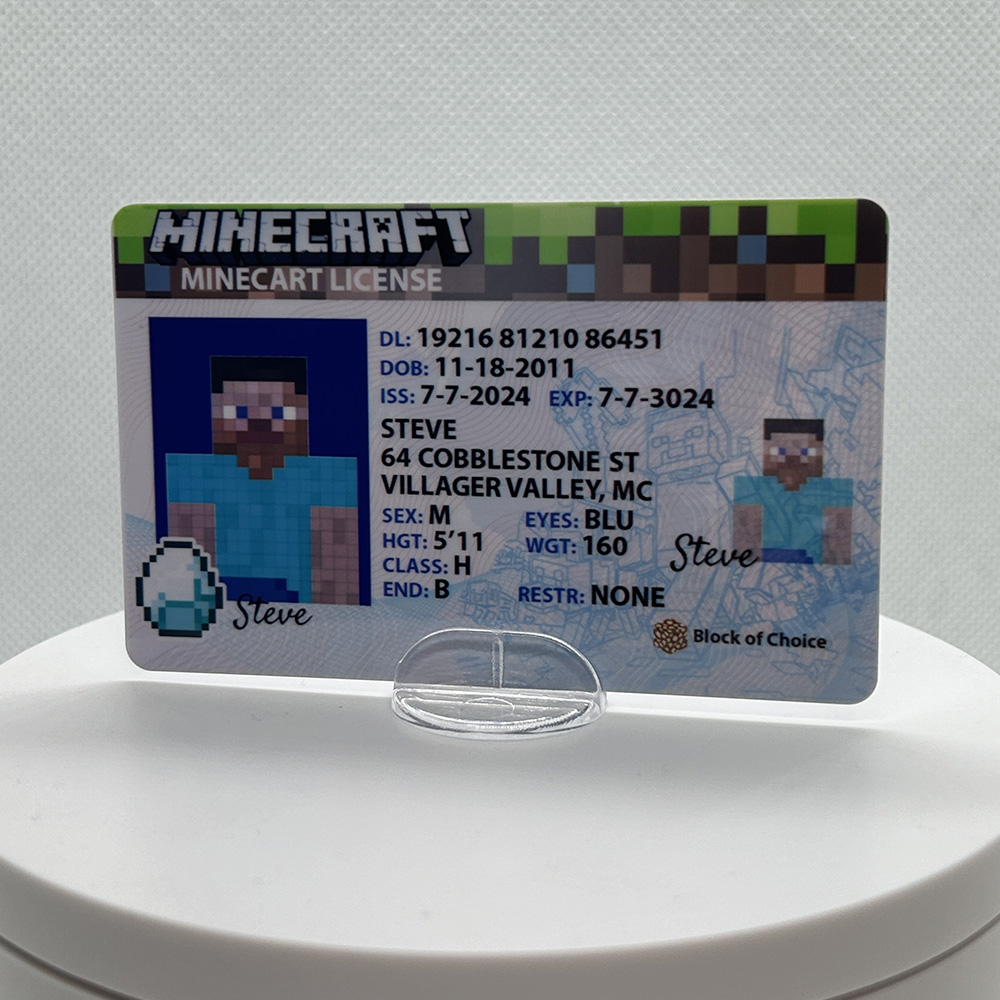 MINECRAFT
MINECART LICENSE
DL: 19216 81210 86451
DOB: 11-18-2011
ISS: 7-7-2024 EXP: 7-7-3024
STEVE
64 COBBLESTONE ST
VILLAGER VALLEY, MC
SEX: M EYES: BLU
HGT: 5'11 WGT: 160
CLASS: H
END: B RESTR: NONE
Steve
Steve
Block of Choice